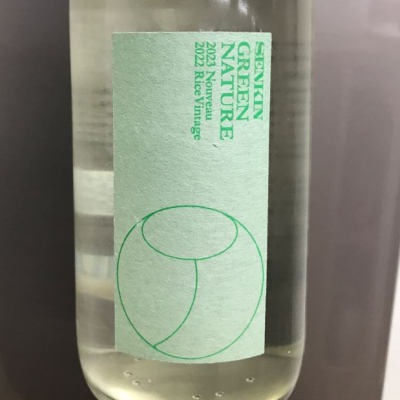 SENKIN
GREEN
NATURE
2023 Nouveau
2022 Rice Vintage